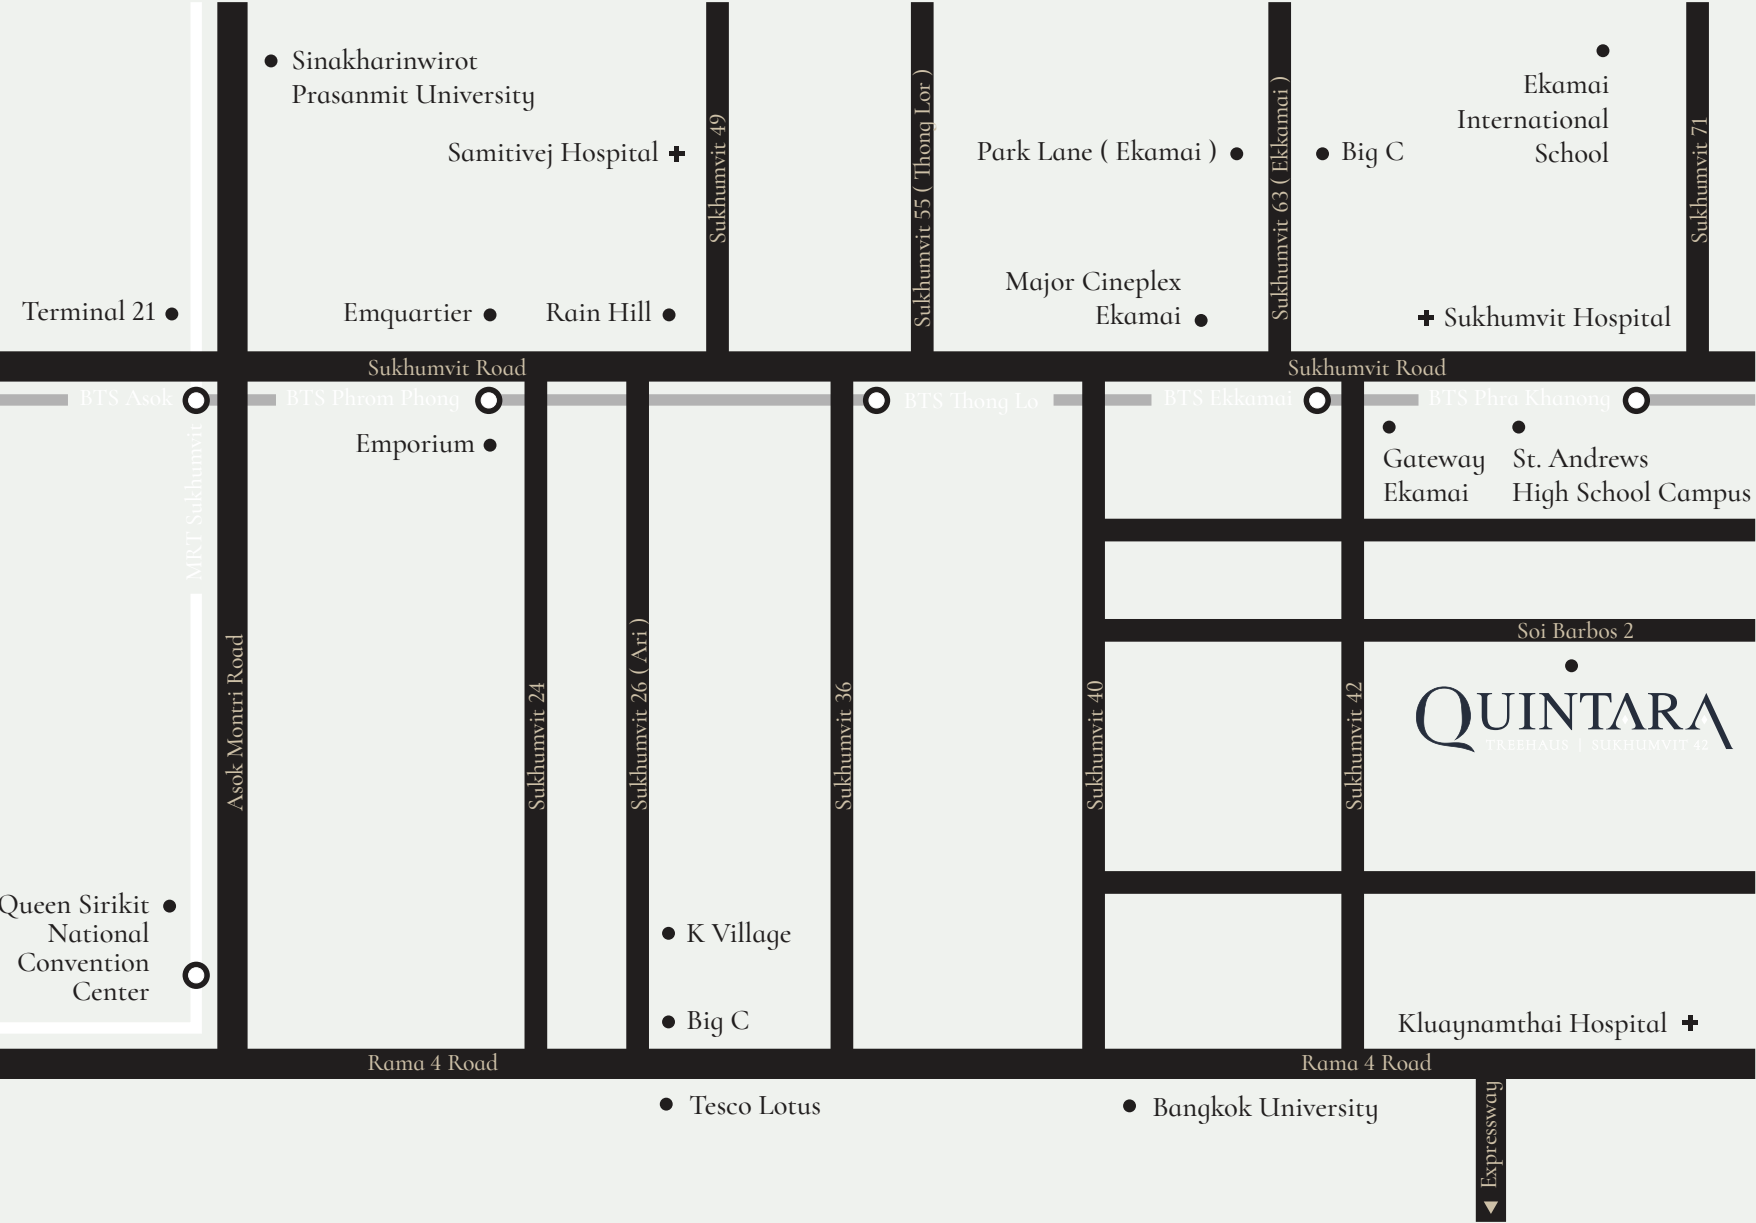 Sinakharinwirot
Prasanmit University
Samitivej Hospital
Sukhumvit 49
Sukhumvit 55 ( Thong Lor )
Park Lane ( Ekamai )
Sukhumvit 63 ( Ekkamai )
Big C
Ekamai
International
School
Sukhumvit 71
Terminal 21
Emquartier
Rain Hill
Major Cineplex
Ekamai
Sukhumvit Hospital
Sukhumvit Road
Sukhumvit Road
BTS Asok
BTS Phrom Phong
BTS Thong Lo
BTS Ekkamai
BTS Phra Khanong
MRT Sukhumvit
Emporium
Gateway
Ekamai
St. Andrews
High School Campus
Soi Barbos 2
QUINTARA
TREEHAUS | SUKHUMVIT 42
Asok Montri Road
Sukhumvit 24
Sukhumvit 26 ( Ari )
Sukhumvit 36
Sukhumvit 40
Sukhumvit 42
Queen Sirikit
National
Convention
Center
K Village
Big C
Kluaynamthai Hospital
Rama 4 Road
Rama 4 Road
Tesco Lotus
Bangkok University
Expressway